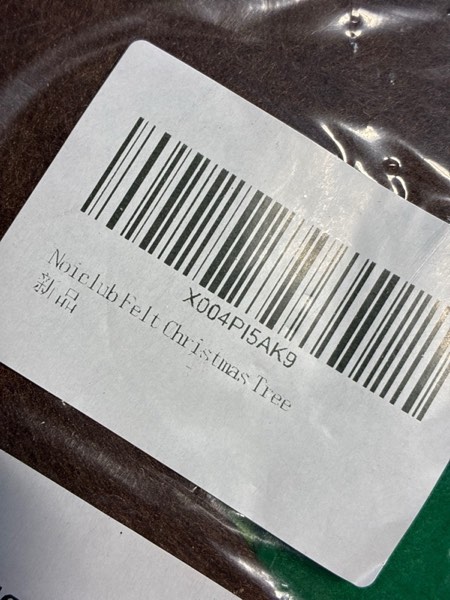 X004PI5AK9
Noiclub Felt Christmas Tree
新品